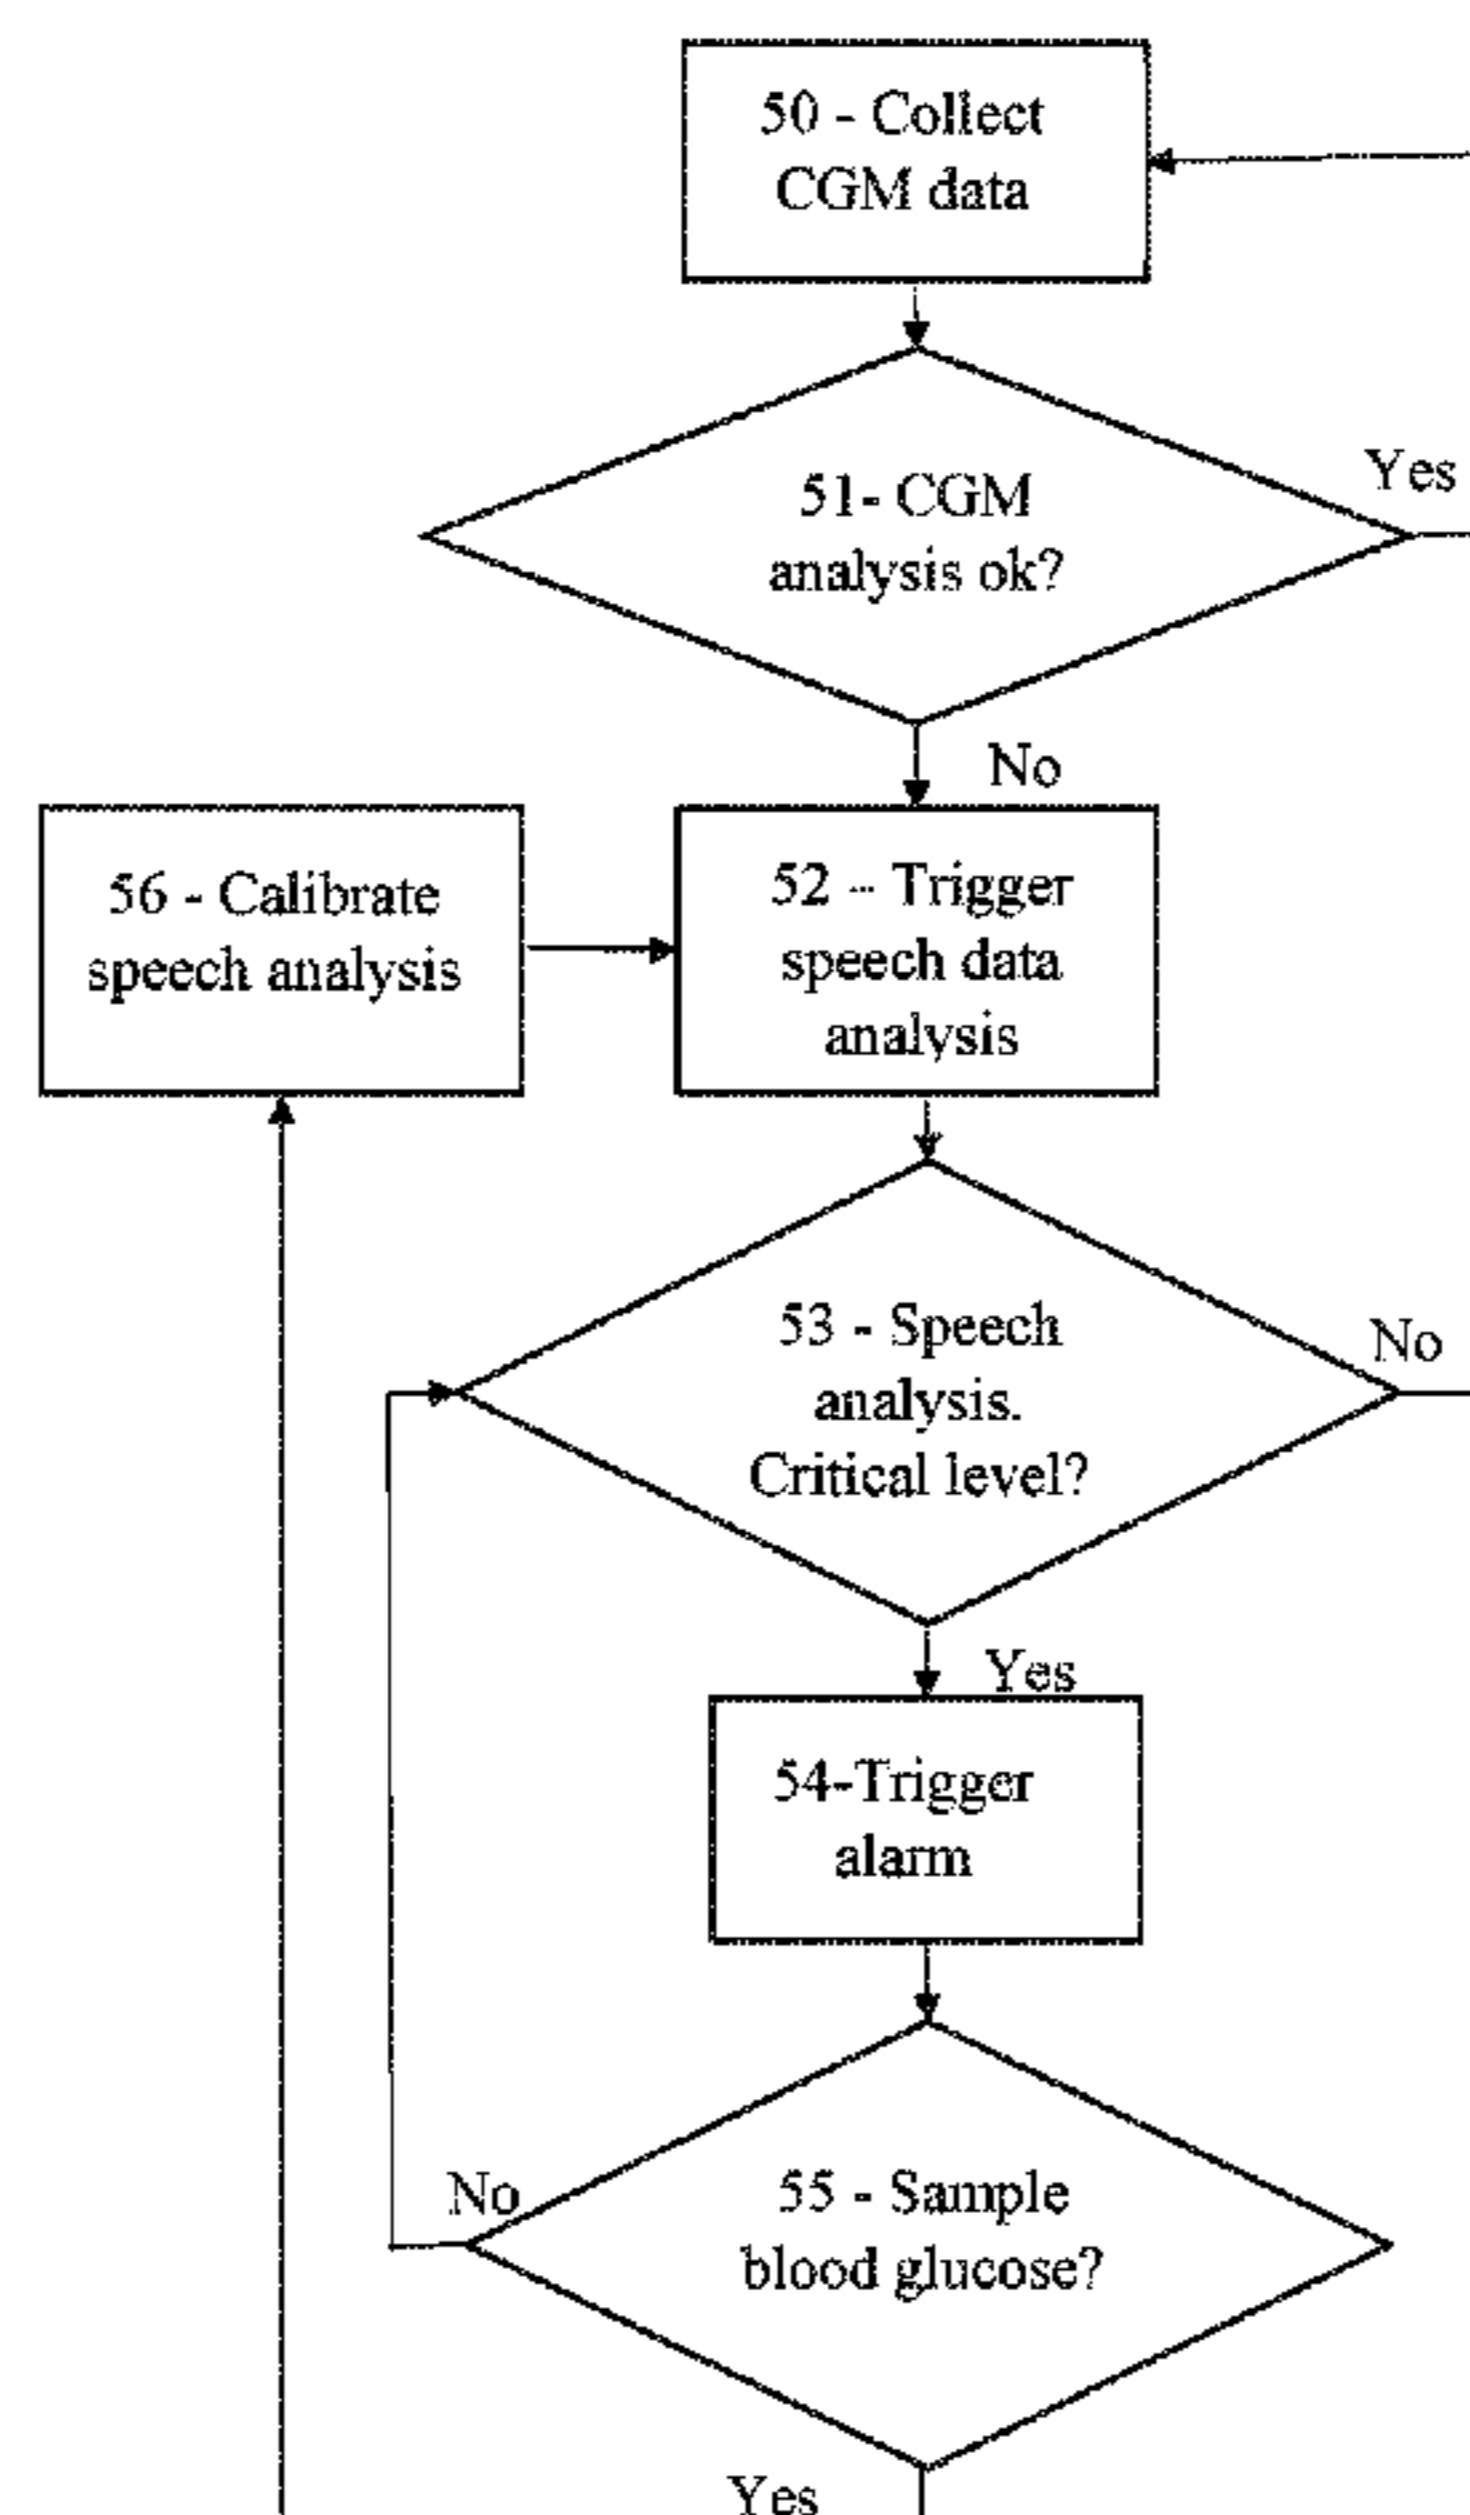 50 - Collect
CGM data
51- CGM
analysis ok?
Yes
No
56 - Calibrate
speech analysis
52 - Trigger
speech data
analysis
53 - Speech
analysis.
Critical level?
No
Yes
54-Trigger
alarm
55 - Sample
blood glucose?
No
Yes